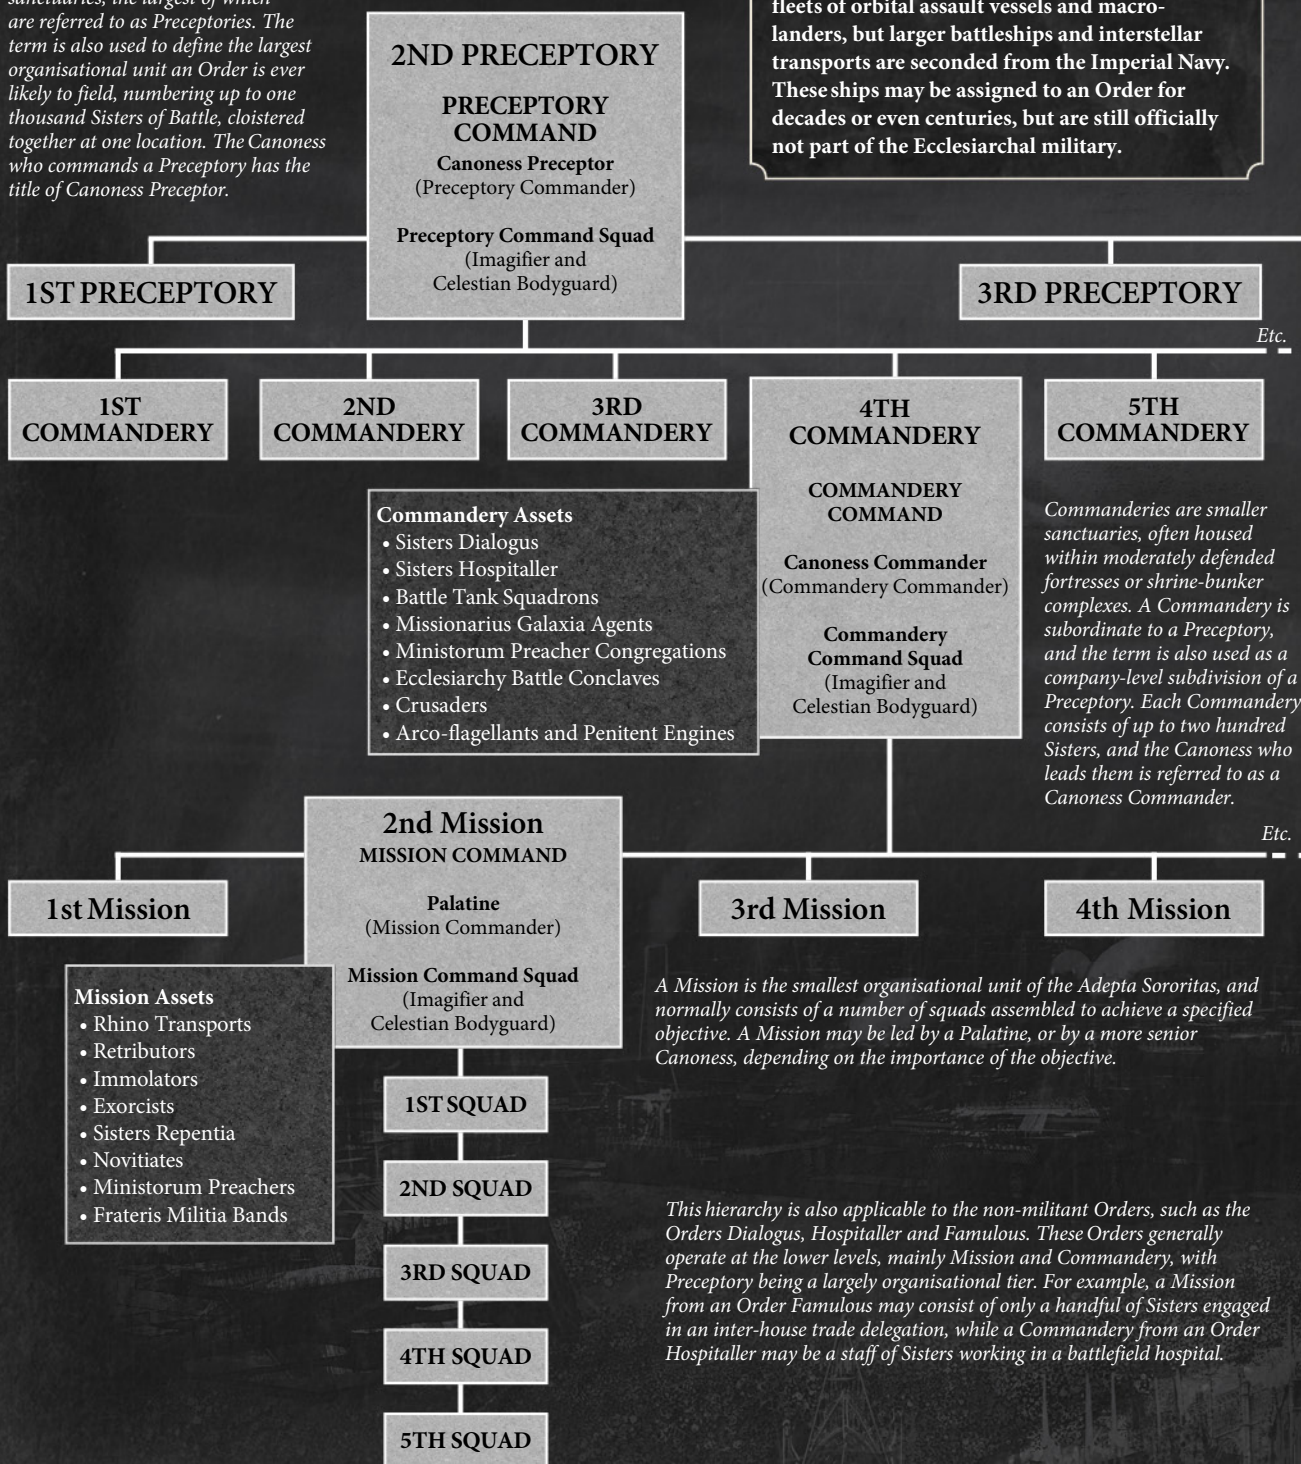 are referred to as Preceptories. The
term is also used to define the largest
organisational unit an Order is ever
likely to field, numbering up to one
thousand Sisters of Battle, cloistered
together at one location. The Canoness
who commands a Preceptory has the
title of Canoness Preceptor.
fleets of orbital assault vessels and macro-
landers, but larger battleships and interstellar
transports are seconded from the Imperial Navy.
These ships may be assigned to an Order for
decades or even centuries, but are still officially
not part of the Ecclesiarchal military.
2ND PRECEPTORY
PRECEPTORY
COMMAND
Canoness Preceptor
(Preceptory Commander)
Preceptory Command Squad
(Imagifier and
Celestian Bodyguard)
1ST PRECEPTORY
3RD PRECEPTORY
Etc.
1ST
COMMANDERY
2ND
COMMANDERY
3RD
COMMANDERY
4TH
COMMANDERY
COMMANDERY
COMMAND
Canoness Commander
(Commandery Commander)
Commandery
Command Squad
(Imagifier and
Celestian Bodyguard)
5TH
COMMANDERY
Commandery Assets
• Sisters Dialogus
• Sisters Hospitaller
• Battle Tank Squadrons
• Missionarius Galaxia Agents
• Ministorum Preacher Congregations
• Ecclesiarchy Battle Conclaves
• Crusaders
• Arco-flagellants and Penitent Engines
Commanderies are smaller
sanctuaries, often housed
within moderately defended
fortresses or shrine-bunker
complexes. A Commandery is
subordinate to a Preceptory,
and the term is also used as a
company-level subdivision of a
Preceptory. Each Commandery
consists of up to two hundred
Sisters, and the Canoness who
leads them is referred to as a
Canoness Commander.
Etc.
2nd Mission
MISSION COMMAND
Palatine
(Mission Commander)
Mission Command Squad
(Imagifier and
Celestian Bodyguard)
1st Mission
3rd Mission
4th Mission
Mission Assets
• Rhino Transports
• Retributors
• Immolators
• Exorcists
• Sisters Repentia
• Novitiates
• Ministorum Preachers
• Frateris Militia Bands
A Mission is the smallest organisational unit of the Adepta Sororitas, and
normally consists of a number of squads assembled to achieve a specified
objective. A Mission may be led by a Palatine, or by a more senior
Canoness, depending on the importance of the objective.
1ST SQUAD
2ND SQUAD
3RD SQUAD
4TH SQUAD
5TH SQUAD
This hierarchy is also applicable to the non-militant Orders, such as the
Orders Dialogus, Hospitaller and Famulous. These Orders generally
operate at the lower levels, mainly Mission and Commandery, with
Preceptory being a largely organisational tier. For example, a Mission
from an Order Famulous may consist of only a handful of Sisters engaged
in an inter-house trade delegation, while a Commandery from an Order
Hospitaller may be a staff of Sisters working in a battlefield hospital.